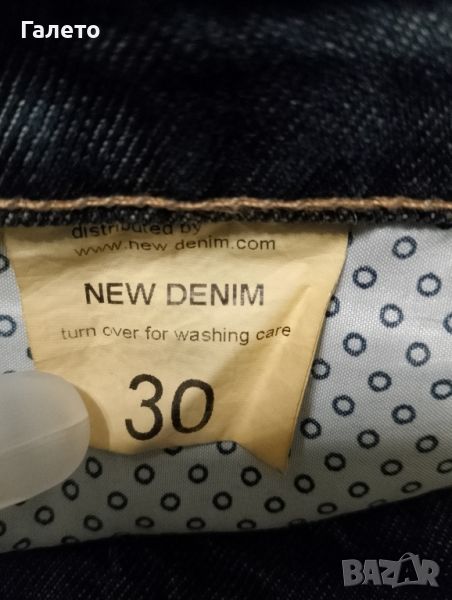 Галето
distributed by
www.new denim.com
NEW DENIM
turn over for washing care
30
BAZAR